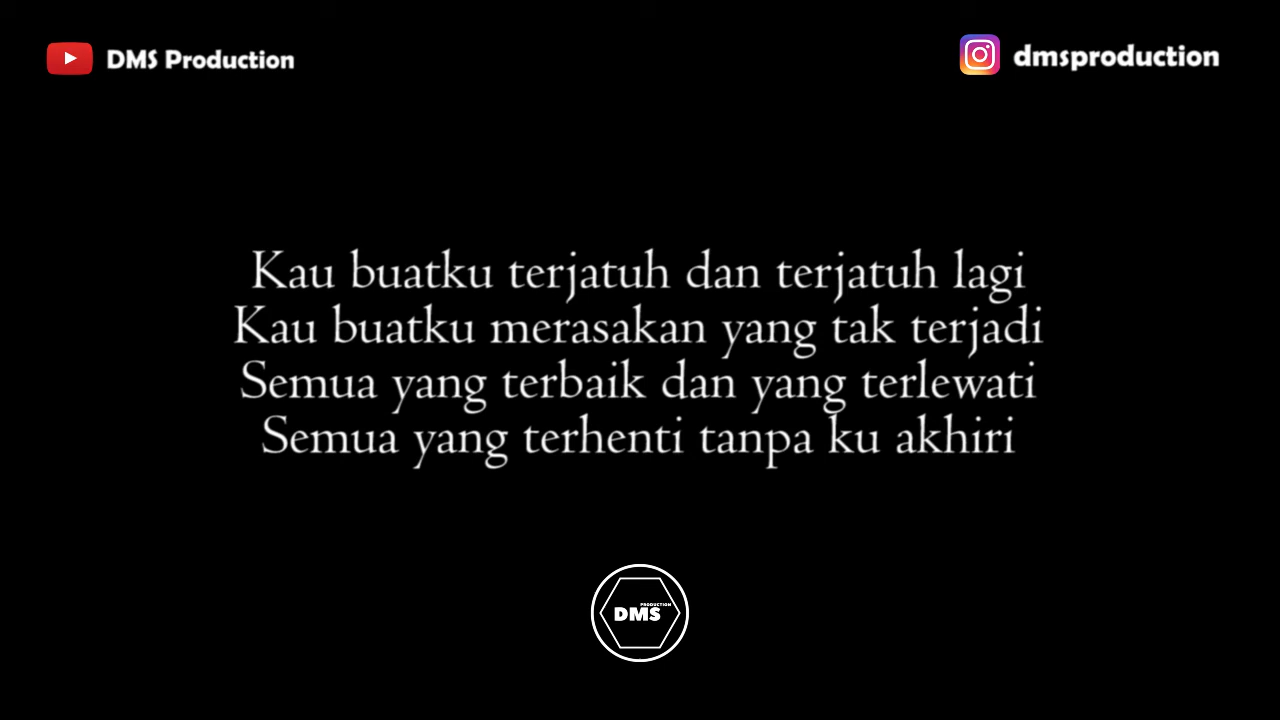 DMS Production
dmsproduction
Kau buatku terjatuh dan terjatuh lagi
Kau buatku merasakan yang tak terjadi
Semua yang terbaik dan yang terlewati
Semua yang terhenti tanpa ku akhiri
PRODUCTION
DMS